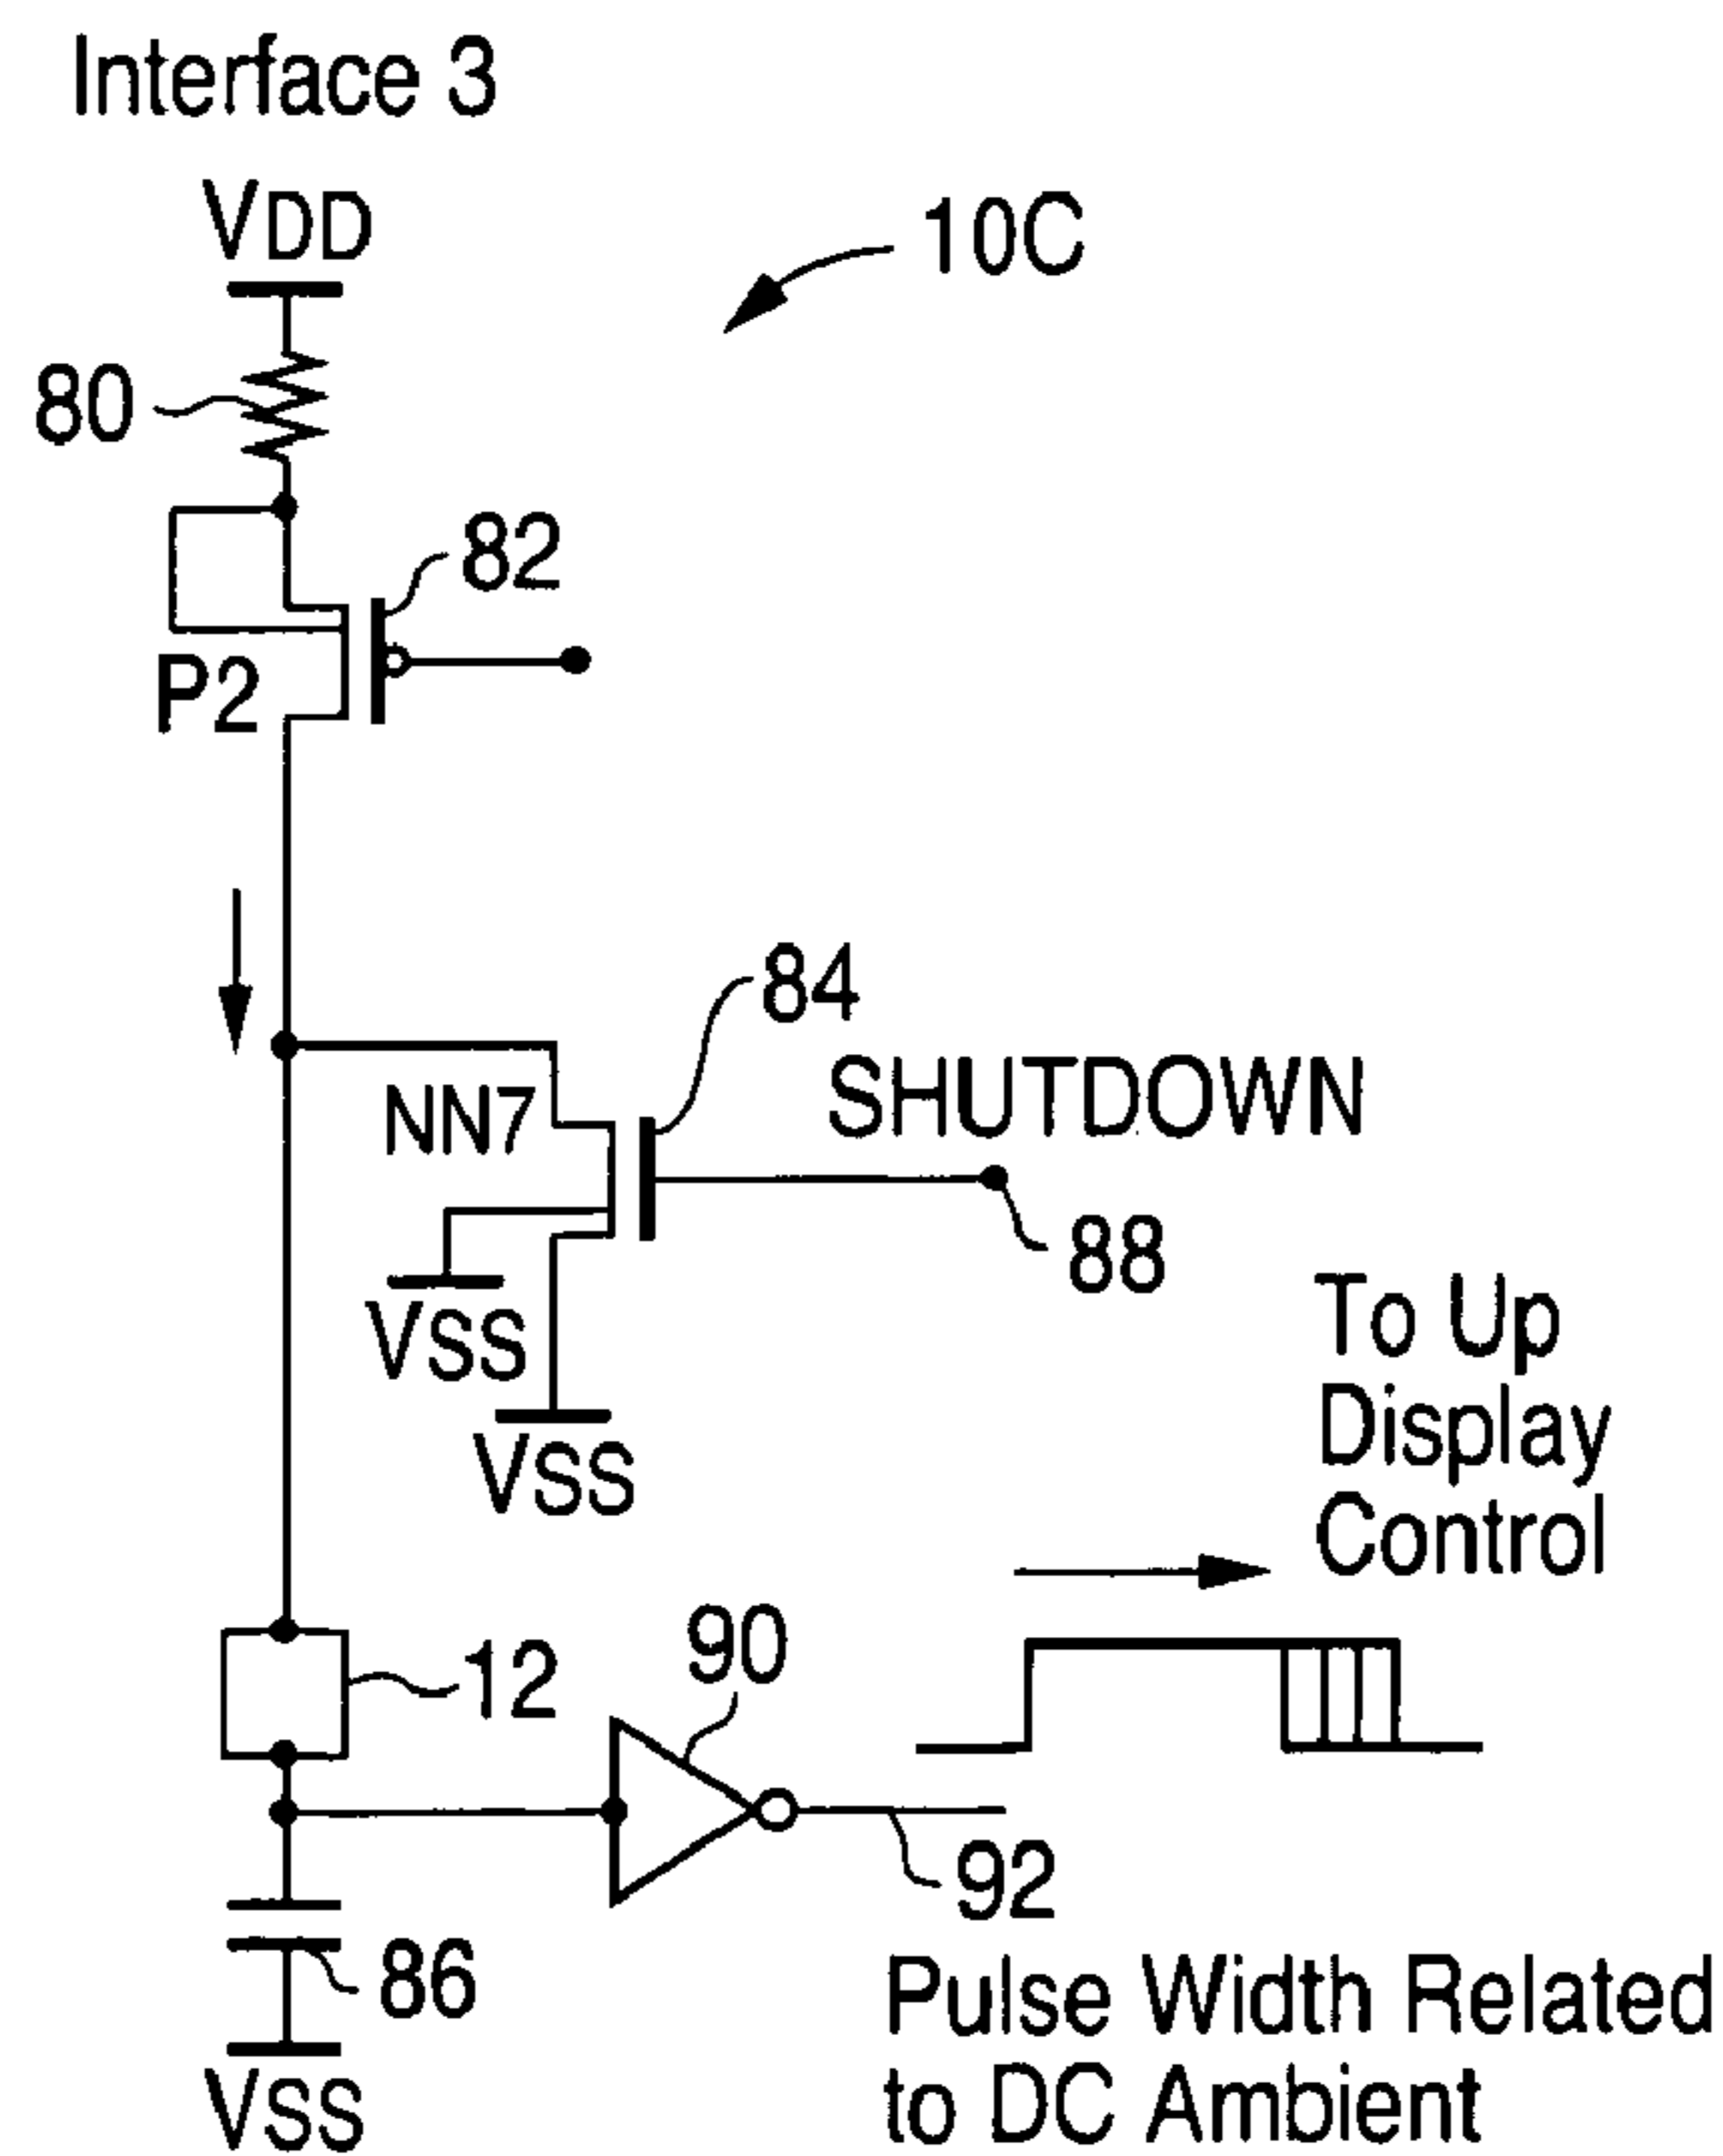 Interface 3
VDD
10C
80
82
P2
84
NN7
SHUTDOWN
88
VSS
VSS
To Up
Display
Control
12
90
92
86
VSS
Pulse Width Related
to DC Ambient